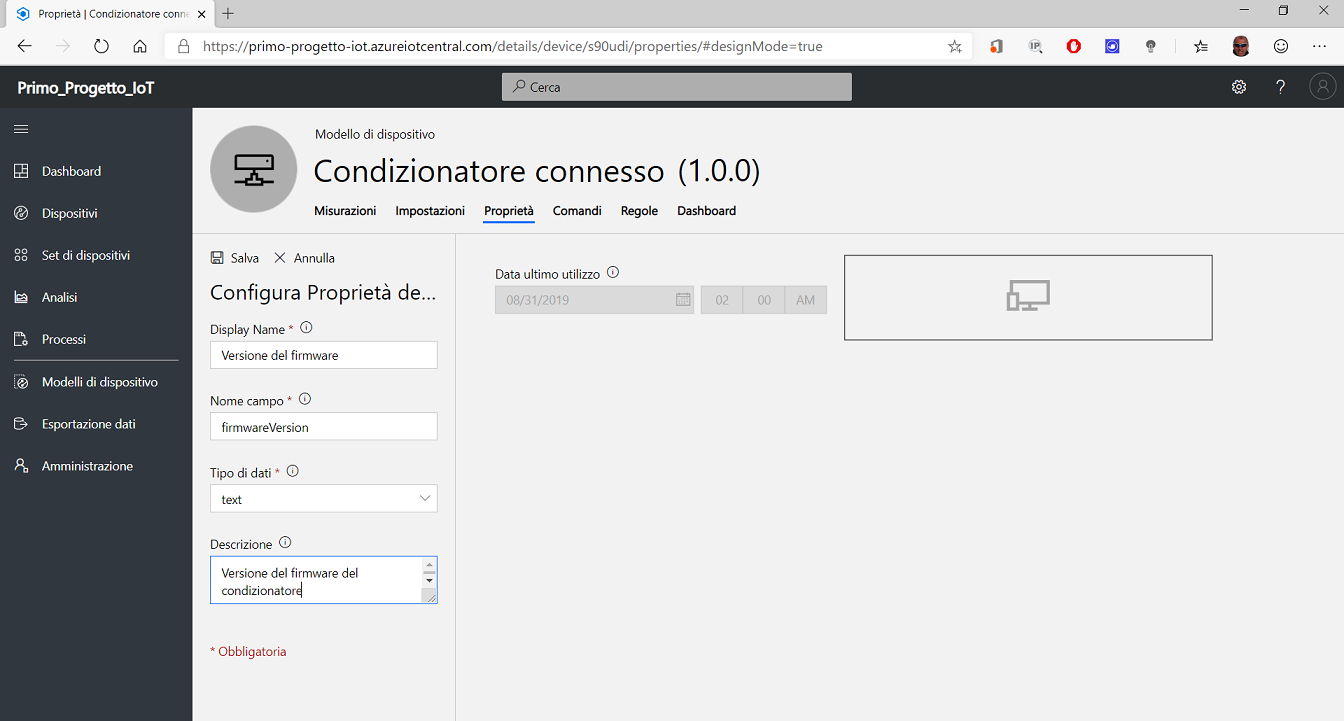 Proprietà | Condizionatore conne
https://primo-progetto-iot.azureiotcentral.com/details/device/s90udi/properties/#designMode=true
IP
Primo_Progetto_IoT
Cerca
?
Modello di dispositivo
Condizionatore connesso (1.0.0)
Misurazioni Impostazioni Proprietà Comandi Regole Dashboard
Dashboard
Dispositivi
Set di dispositivi
Analisi
Processi
Modelli di dispositivo
Esportazione dati
Amministrazione
Salva Annulla
Configura Proprietà de...
Display Name *
Versione del firmware
Nome campo *
firmwareVersion
Tipo di dati *
text
Descrizione
Versione del firmware del
condizionatore
* Obbligatoria
Data ultimo utilizzo
08/31/2019 02 00 AM